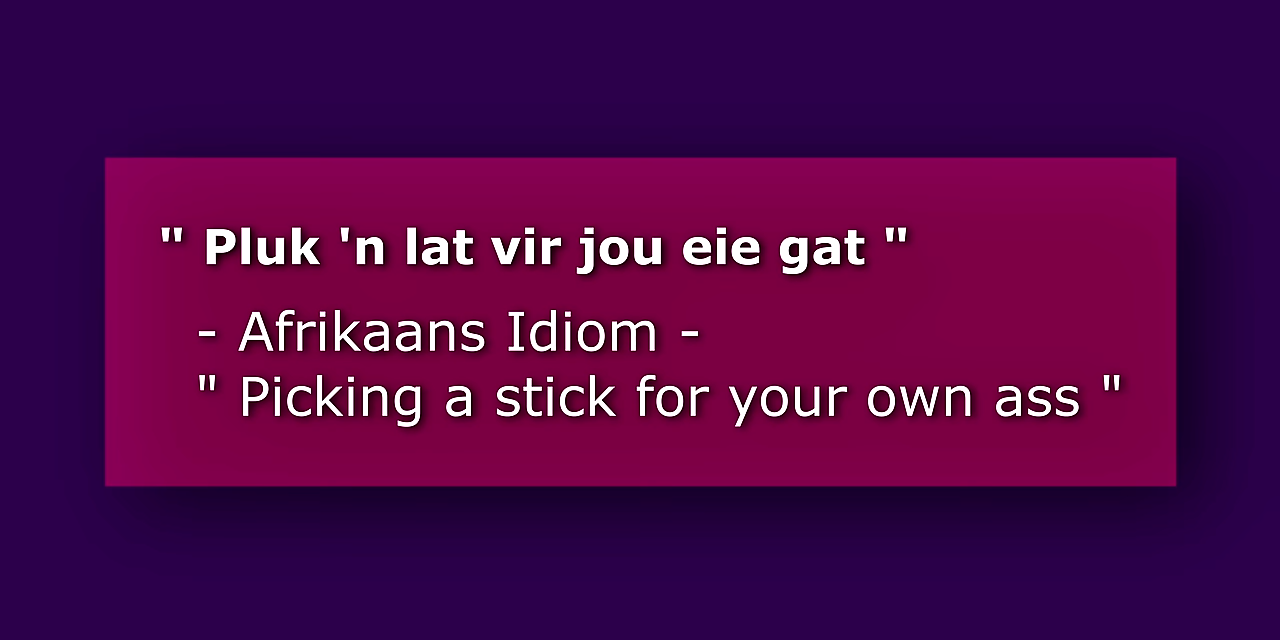 " Pluk 'n lat vir jou eie gat "
- Afrikaans Idiom -
" Picking a stick for your own ass "